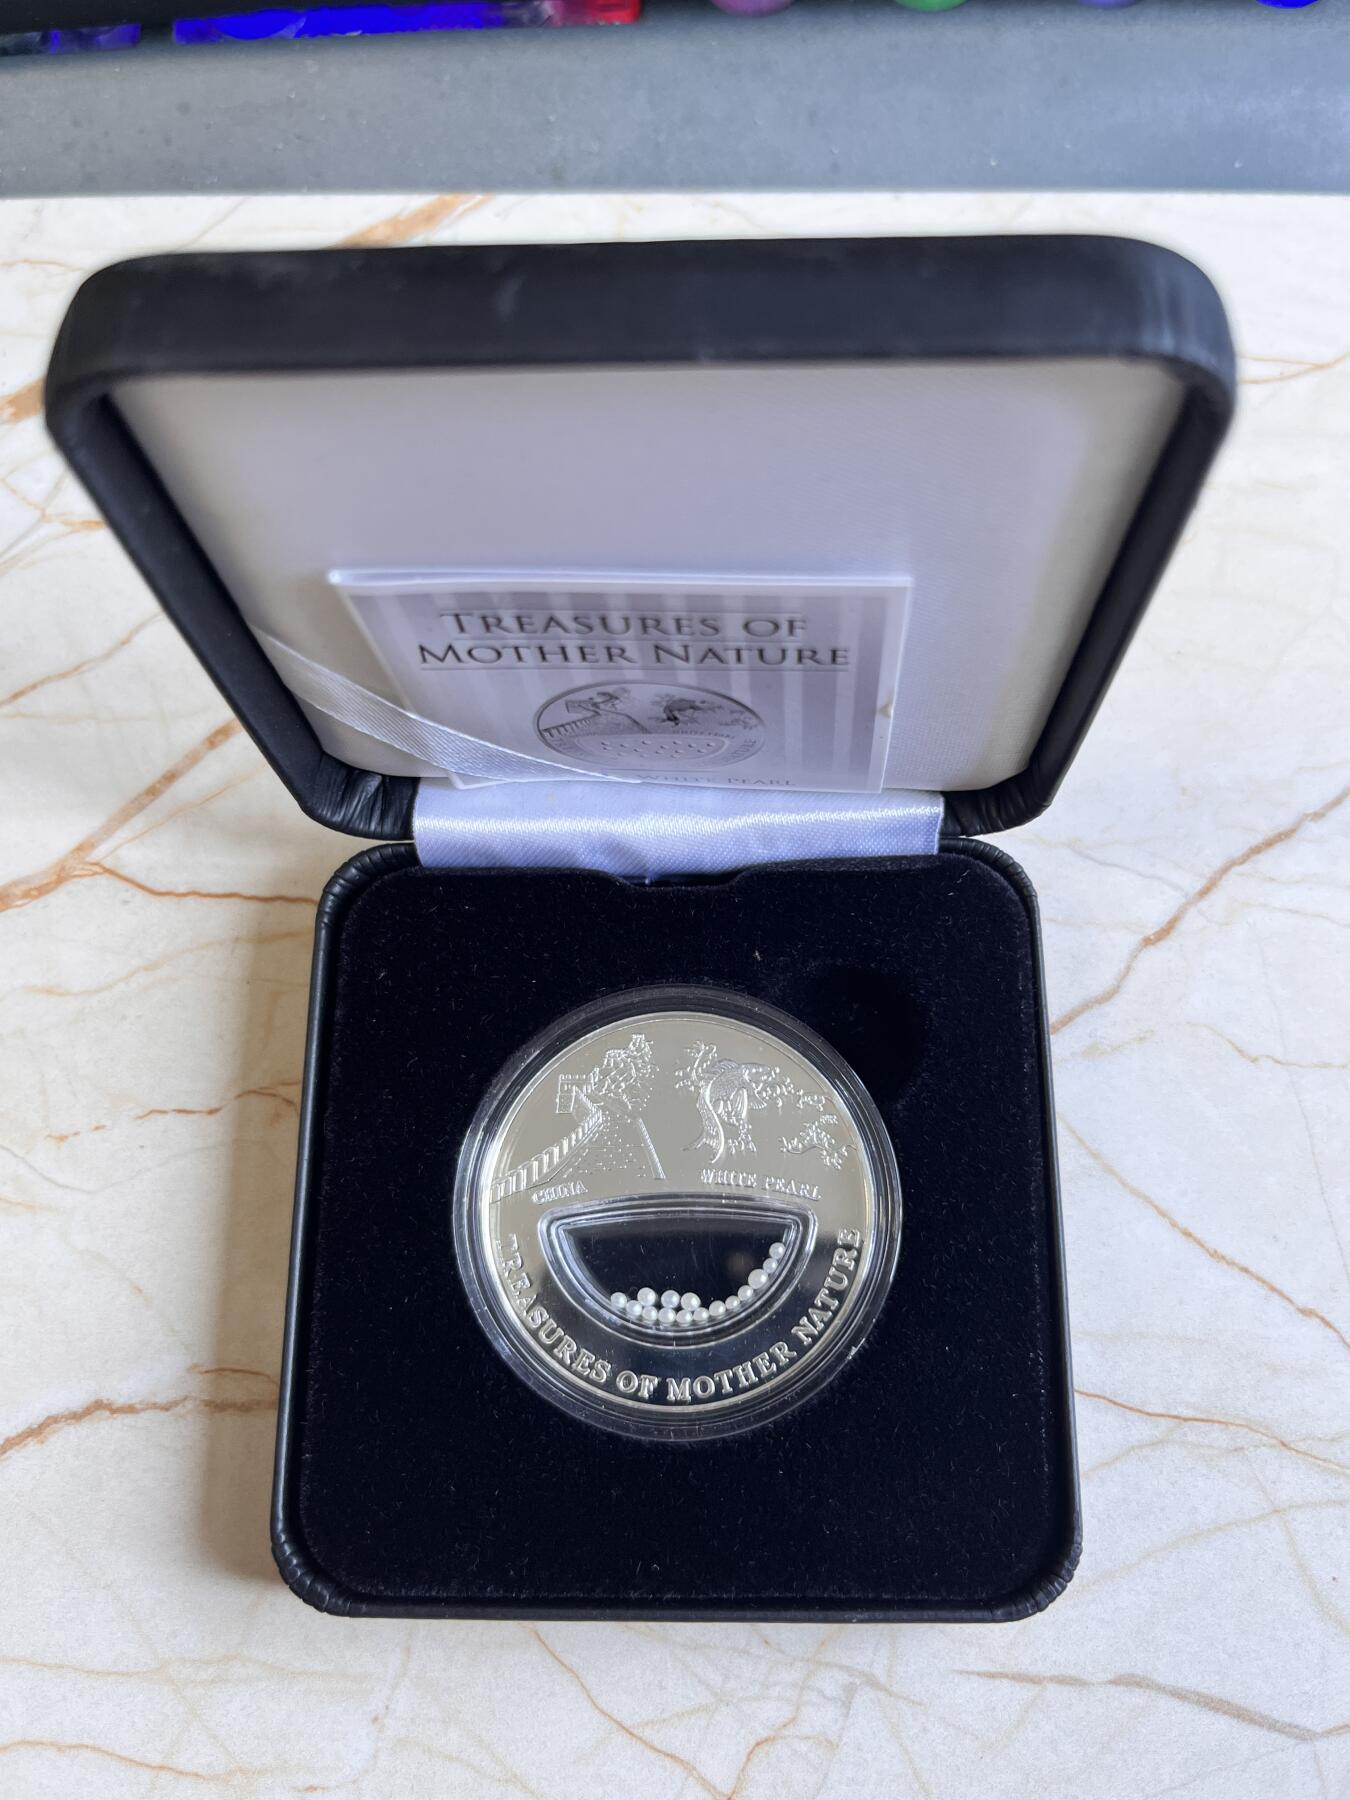 TREASURES OF
MOTHER NATURE
WHITE PEARL
CHINA
WHITE PEARL
TREASURES OF MOTHER NATURE